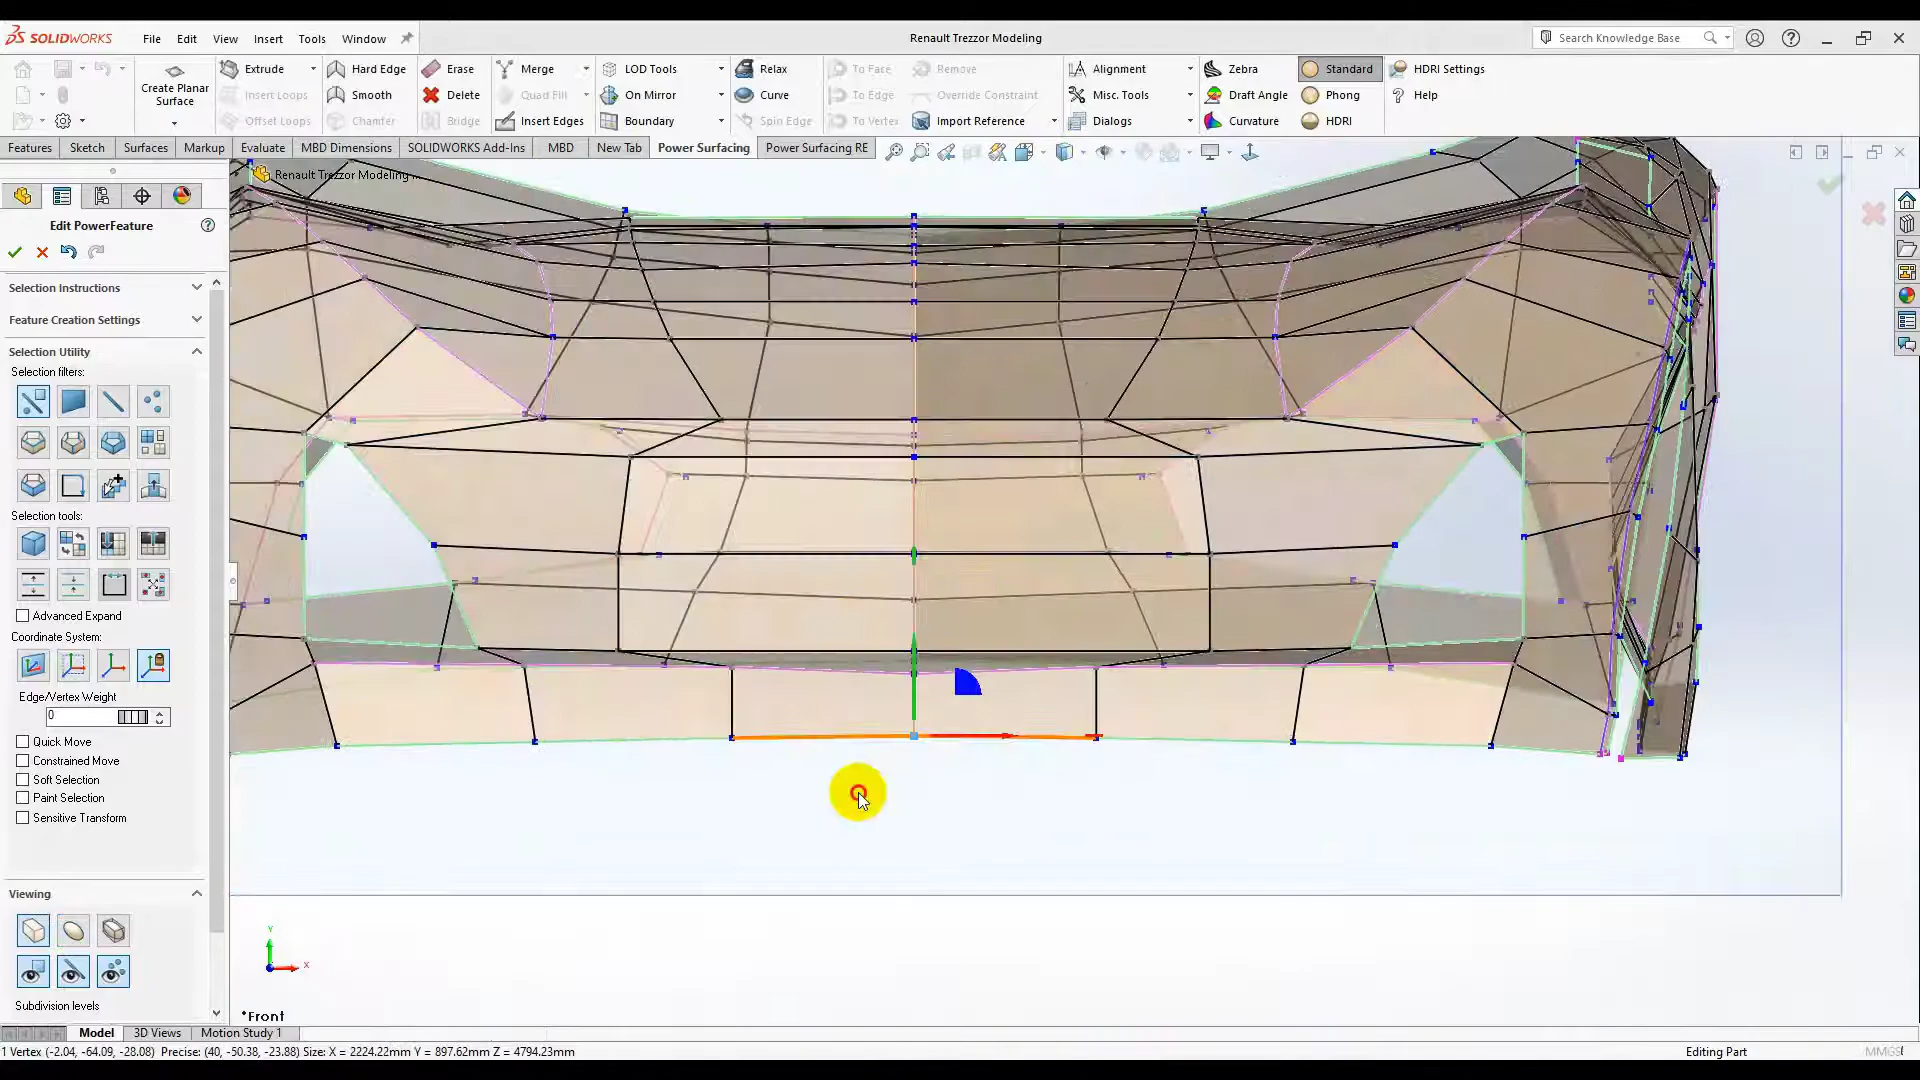 SOLIDWORKS File Edit View Insert Tools Window Renault Trezzor Modeling Search Knowledge Base
Create Planar Surface
Extrude Hard Edge Erase Merge LOD Tools Relax To Face Remove Alignment Zebra Standard HDRI Settings
Insert Loops Smooth Delete Quad Fill On Mirror Curve To Edge Override Constraint Misc. Tools Draft Angle Phong Help
Offset Loops Chamfer Bridge Insert Edges Boundary Spin Edge To Vertex Import Reference Dialogs Curvature HDRI
Features Sketch Surfaces Markup Evaluate MBD Dimensions SOLIDWORKS Add-Ins MBD New Tab Power Surfacing Power Surfacing RE
Renault Trezzor Modeling ...
Edit PowerFeature
Selection Instructions
Feature Creation Settings
Selection Utility
Selection filters:
Selection tools:
Advanced Expand
Coordinate System:
Edge/Vertex Weight
0
Quick Move
Constrained Move
Soft Selection
Paint Selection
Sensitive Transform
Viewing
Subdivision levels
Y
X
*Front
Model 3D Views Motion Study 1
1 Vertex (-2.04, -64.09, -28.08) Precise: (40, -50.38, -23.88) Size: X = 2224.22mm Y = 897.62mm Z = 4794.23mm Editing Part MMGS